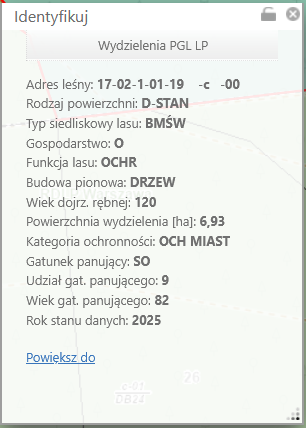 Identyfikuj
Wydzielenia PGL LP
Adres leśny: 17-02-1-01-19 -c -00
Rodzaj powierzchni: D-STAN
Typ siedliskowy lasu: BMŚW
Gospodarstwo: O
Funkcja lasu: OCHR
Budowa pionowa: DRZEW
Wiek dojrz. rębnej: 120
Powierzchnia wydzielenia [ha]: 6,93
Kategoria ochronności: OCH MIAST
Gatunek panujący: SO
Udział gat. panującego: 9
Wiek gat. panującego: 82
Rok stanu danych: 2025
Powiększ do
26